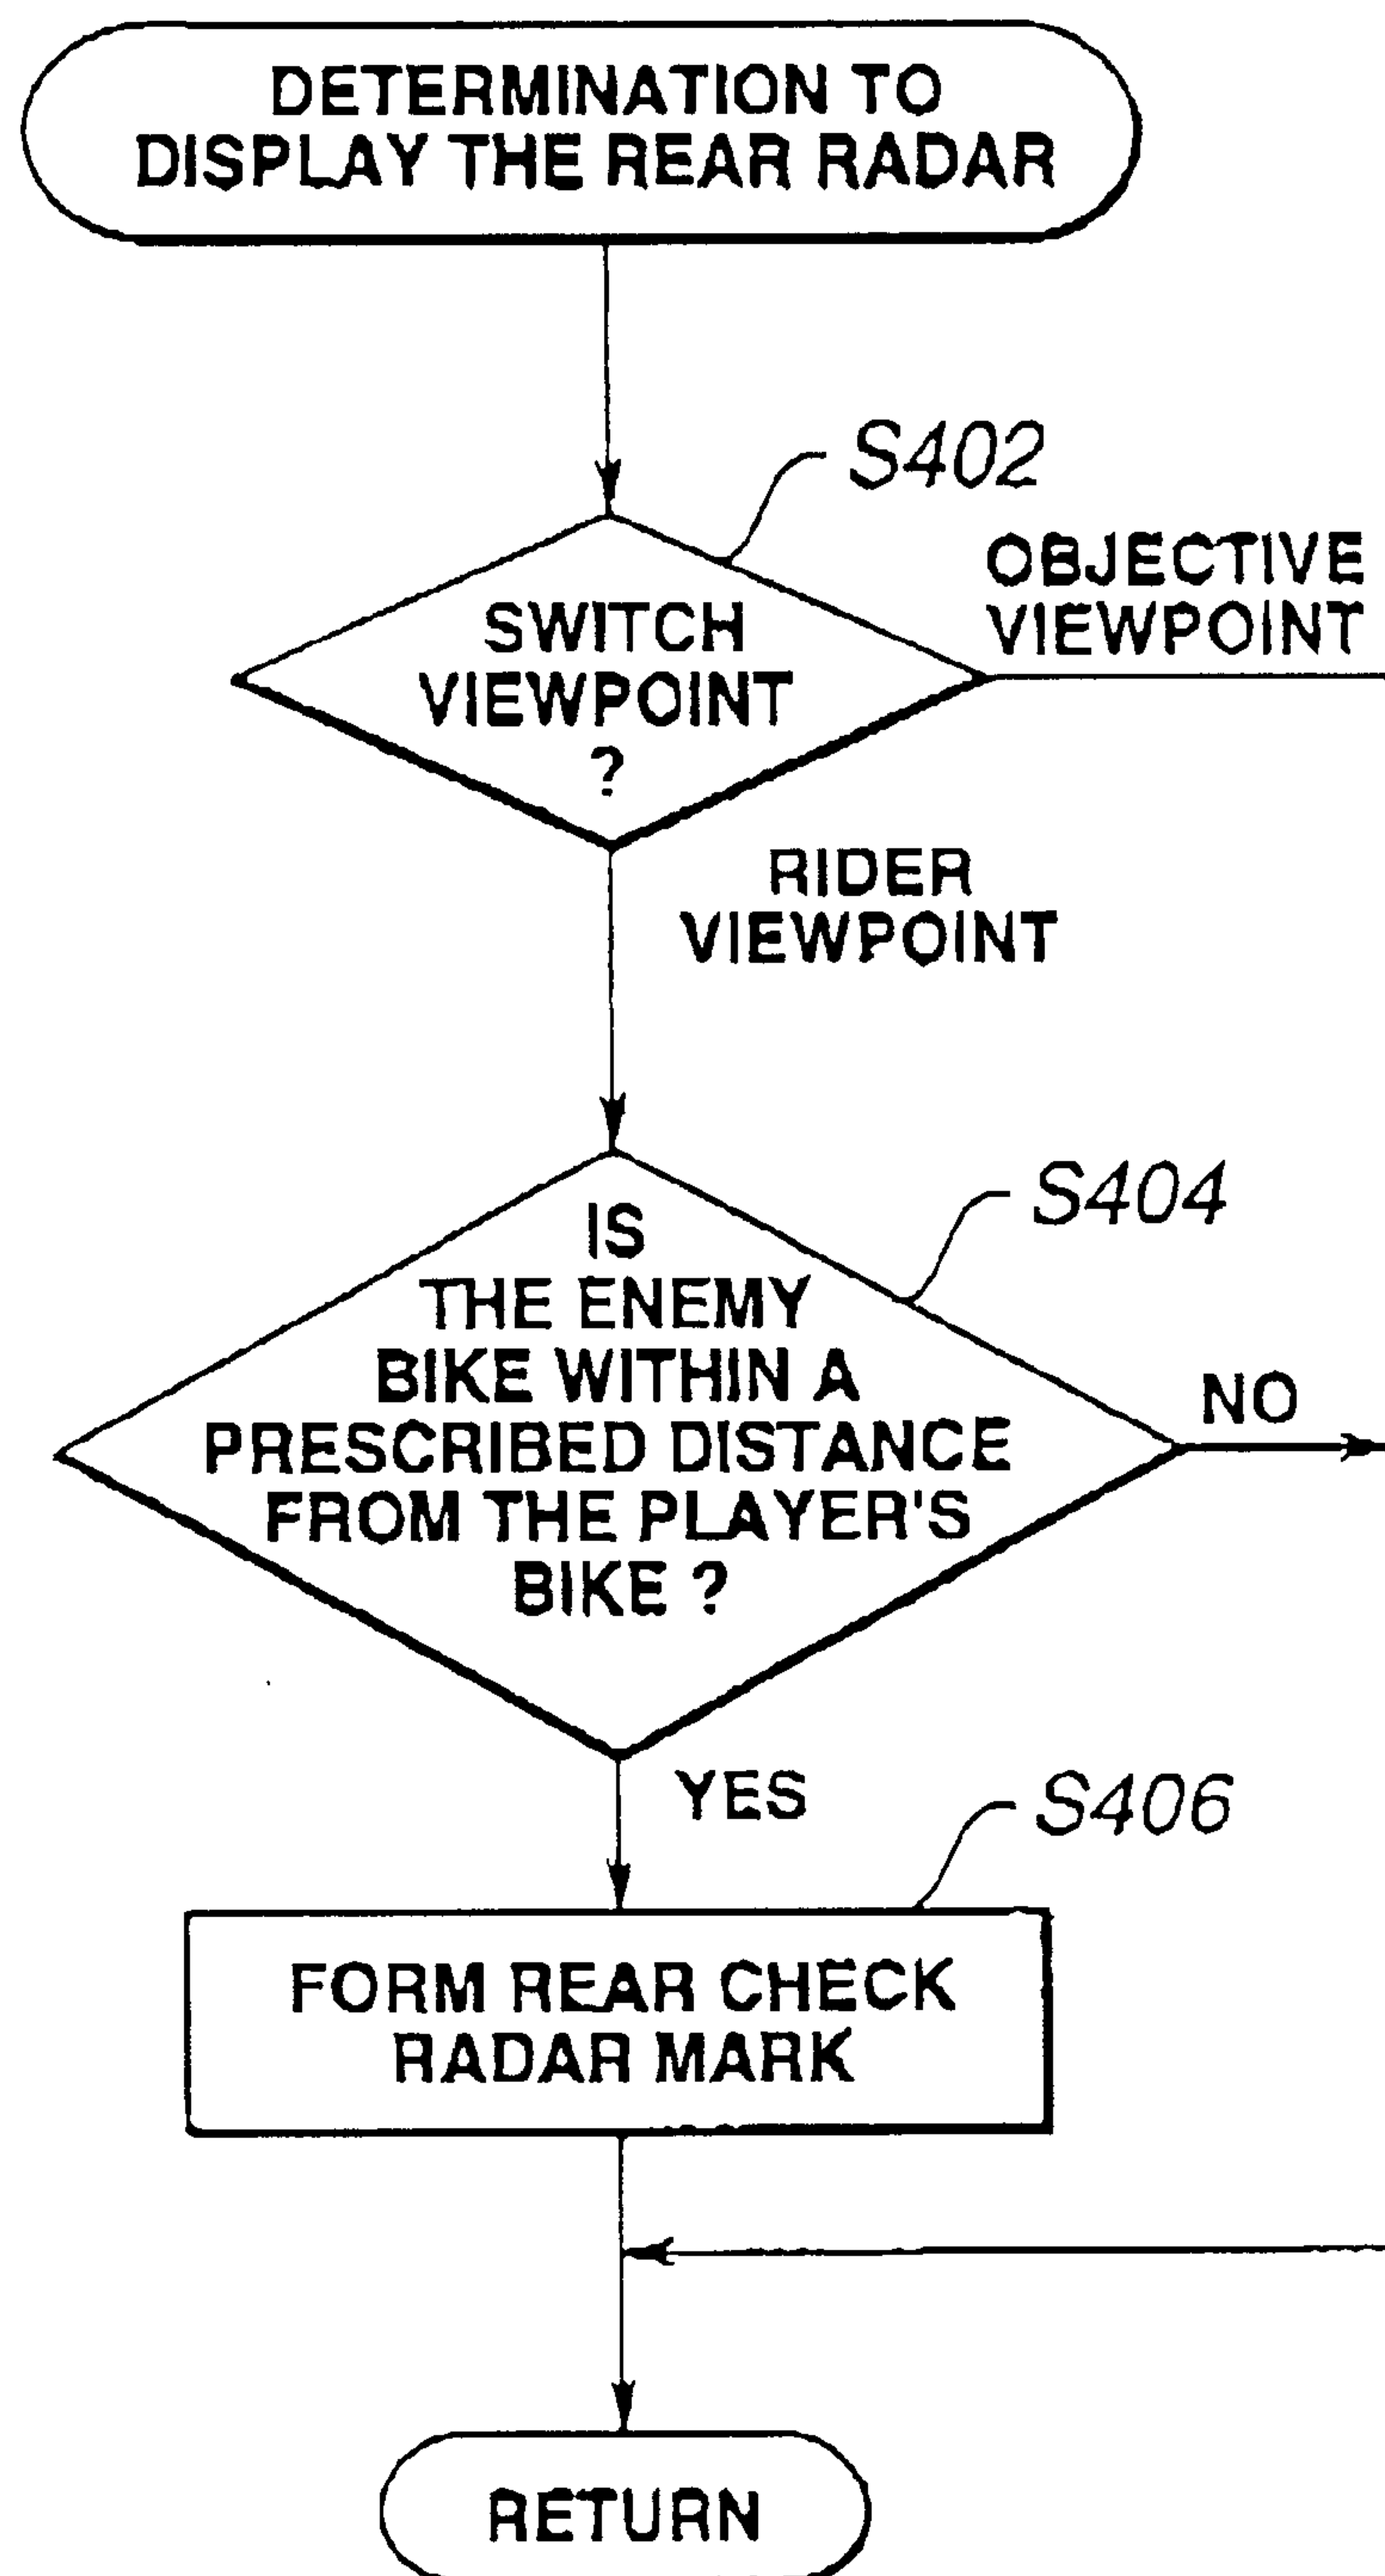 DETERMINATION TO
DISPLAY THE REAR RADAR
S402
OBJECTIVE
VIEWPOINT
SWITCH
VIEWPOINT
?
RIDER
VIEWPOINT
S404
IS
THE ENEMY
BIKE WITHIN A
PRESCRIBED DISTANCE
FROM THE PLAYER'S
BIKE ?
NO
YES
S406
FORM REAR CHECK
RADAR MARK
RETURN